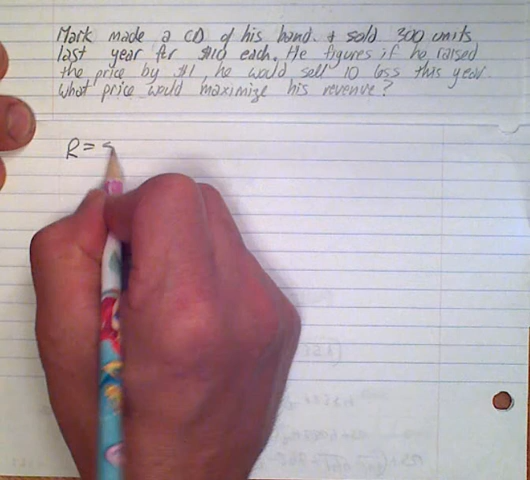 Mark made a CD of his band & sold 300 units
last year for $10 each. He figures if he raised
the price by $1, he would sell 10 less this year
what price would maximize his revenue?
R =